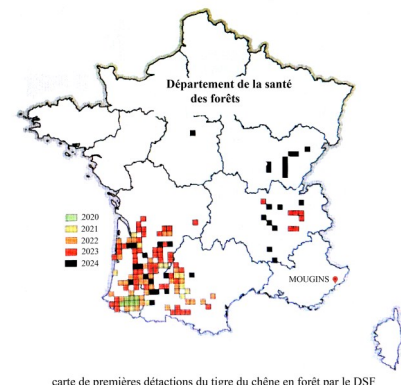 Département de la santé
des forêts
2020
2021
2022
2023
2024
MOUGINS
carte de premières détactions du tigre du chêne en forêt par le DSF